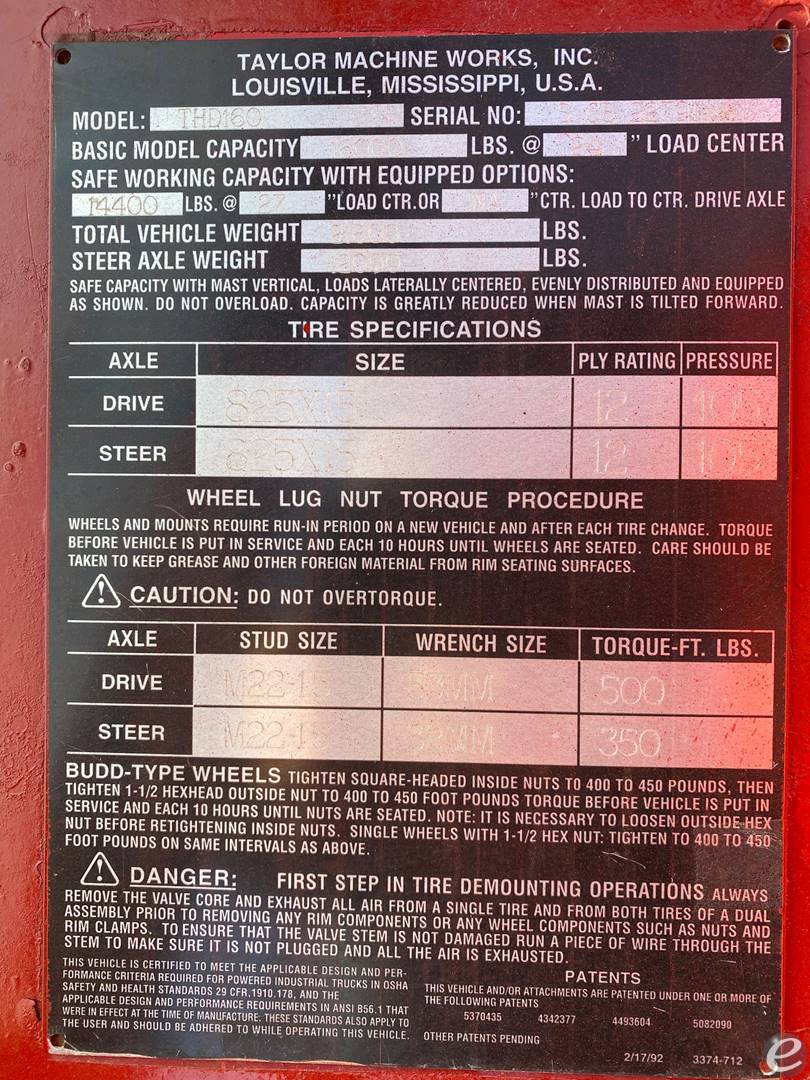 TAYLOR MACHINE WORKS, INC.
LOUISVILLE, MISSISSIPPI, U.S.A.
MODEL: THD160 SERIAL NO:
BASIC MODEL CAPACITY LBS. @ " LOAD CENTER
SAFE WORKING CAPACITY WITH EQUIPPED OPTIONS:
14400 LBS. @ 27 "LOAD CTR.OR "CTR. LOAD TO CTR. DRIVE AXLE
TOTAL VEHICLE WEIGHT LBS.
STEER AXLE WEIGHT LBS.
SAFE CAPACITY WITH MAST VERTICAL, LOADS LATERALLY CENTERED, EVENLY DISTRIBUTED AND EQUIPPED
AS SHOWN. DO NOT OVERLOAD. CAPACITY IS GREATLY REDUCED WHEN MAST IS TILTED FORWARD.
TIRE SPECIFICATIONS
AXLE SIZE PLY RATING PRESSURE
DRIVE 825X15 12 105
STEER 825X15 12 105
WHEEL LUG NUT TORQUE PROCEDURE
WHEELS AND MOUNTS REQUIRE RUN-IN PERIOD ON A NEW VEHICLE AND AFTER EACH TIRE CHANGE. TORQUE
BEFORE VEHICLE IS PUT IN SERVICE AND EACH 10 HOURS UNTIL WHEELS ARE SEATED. CARE SHOULD BE
TAKEN TO KEEP GREASE AND OTHER FOREIGN MATERIAL FROM RIM SEATING SURFACES.
CAUTION: DO NOT OVERTORQUE.
AXLE STUD SIZE WRENCH SIZE TORQUE-FT. LBS.
DRIVE 500
STEER 350
BUDD-TYPE WHEELS TIGHTEN SQUARE-HEADED INSIDE NUTS TO 400 TO 450 POUNDS, THEN
TIGHTEN 1-1/2 HEXHEAD OUTSIDE NUT TO 400 TO 450 FOOT POUNDS TORQUE BEFORE VEHICLE IS PUT IN
SERVICE AND EACH 10 HOURS UNTIL NUTS ARE SEATED. NOTE: IT IS NECESSARY TO LOOSEN OUTSIDE HEX
NUT BEFORE RETIGHTENING INSIDE NUTS. SINGLE WHEELS WITH 1-1/2 HEX NUT: TIGHTEN TO 400 TO 450
FOOT POUNDS ON SAME INTERVALS AS ABOVE.
DANGER: FIRST STEP IN TIRE DEMOUNTING OPERATIONS ALWAYS
REMOVE THE VALVE CORE AND EXHAUST ALL AIR FROM A SINGLE TIRE AND FROM BOTH TIRES OF A DUAL
ASSEMBLY PRIOR TO REMOVING ANY RIM COMPONENTS OR ANY WHEEL COMPONENTS SUCH AS NUTS AND
RIM CLAMPS. TO ENSURE THAT THE VALVE STEM IS NOT DAMAGED RUN A PIECE OF WIRE THROUGH THE
STEM TO MAKE SURE IT IS NOT PLUGGED AND ALL THE AIR IS EXHAUSTED.
THIS VEHICLE IS CERTIFIED TO MEET THE APPLICABLE DESIGN AND PER-
FORMANCE CRITERIA REQUIRED FOR POWERED INDUSTRIAL TRUCKS IN OSHA
SAFETY AND HEALTH STANDARDS 29 CFR,1910.178, AND THE
APPLICABLE DESIGN AND PERFORMANCE REQUIREMENTS IN ANSI B56.1 THAT
WERE IN EFFECT AT THE TIME OF MANUFACTURE. THESE STANDARDS ALSO APPLY TO
THE USER AND SHOULD BE ADHERED TO WHILE OPERATING THIS VEHICLE.
PATENTS
THIS VEHICLE AND/OR ATTACHMENTS ARE PATENTED UNDER ONE OR MORE OF
THE FOLLOWING PATENTS
5370435 4342377 4493604 5082090
OTHER PATENTS PENDING
2/17/92 3374-712
e